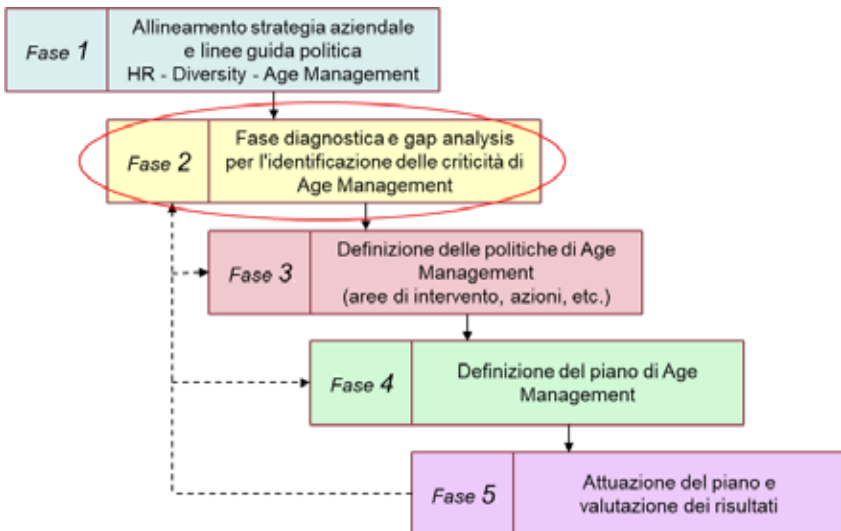 Fase 1
Allineamento strategia aziendale
e linee guida politica
HR - Diversity - Age Management
Fase 2
Fase diagnostica e gap analysis
per l'identificazione delle criticità di
Age Management
Fase 3
Definizione delle politiche di Age
Management
(aree di intervento, azioni, etc.)
Fase 4
Definizione del piano di Age
Management
Fase 5
Attuazione del piano e
valutazione dei risultati